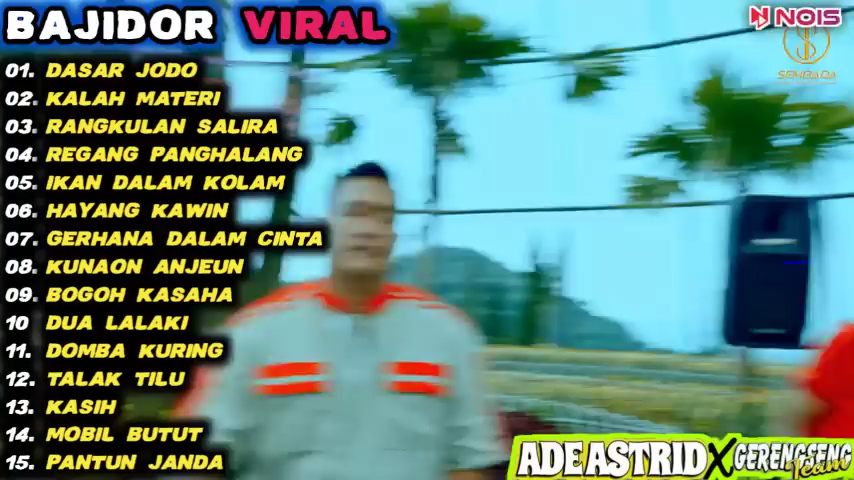 BAJIDOR VIRAL
NOIS
01. DASAR JODO
02. KALAH MATERI
03. RANGKULAN SALIRA
04. REGANG PANGHALANG
05. IKAN DALAM KOLAM
06. HAYANG KAWIN
07. GERHANA DALAM CINTA
08. KUNAON ANJEUN
09. BOGOH KASAHA
10 DUA LALAKI
11. DOMBA KURING
12. TALAK TILU
13. KASIH
14. MOBIL BUTUT
15. PANTUN JANDA
ADE ASTRID X GERENGSENG
Team